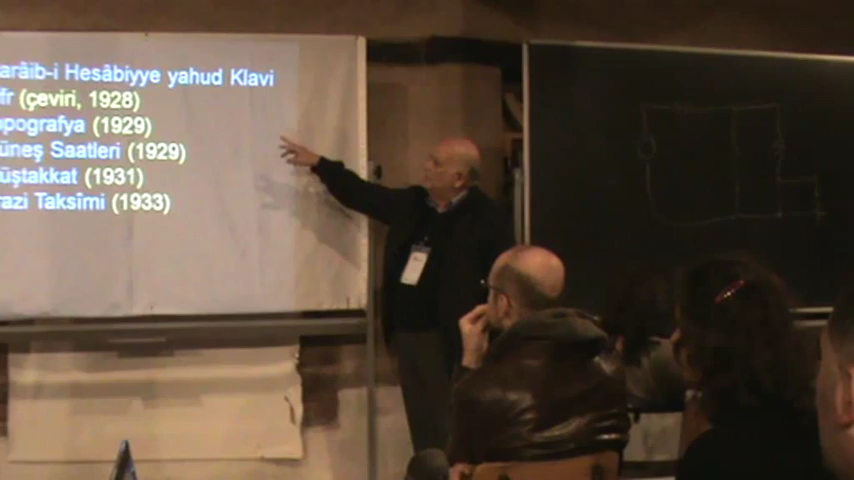 arâib-i Hesâbiyye yahud Klavi
fr (çeviri, 1928)
opografya (1929)
üneş Saatleri (1929)
üştakkat (1931)
razi Taksîmi (1933)